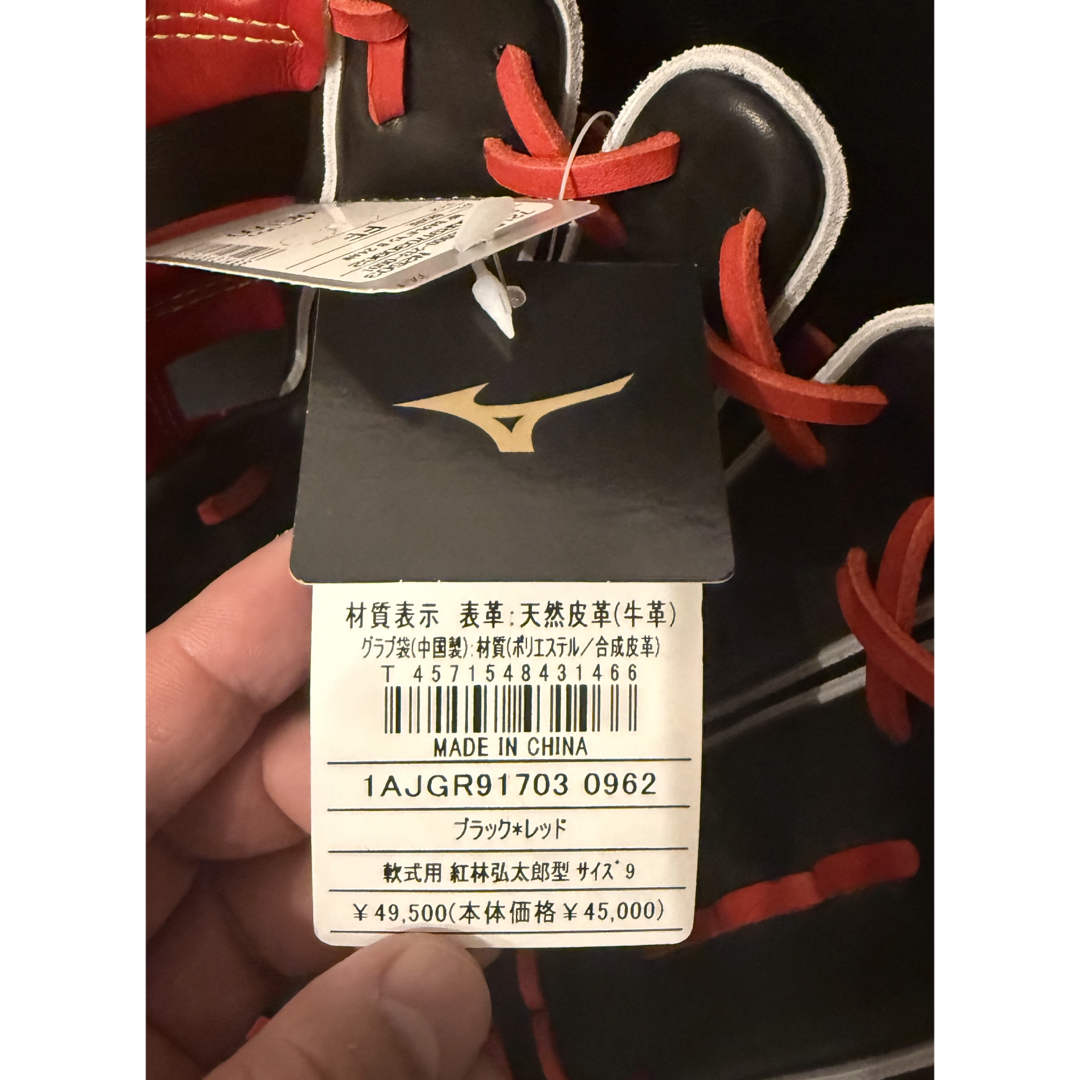 FF
材質表示 表革:天然皮革(牛革)
グラブ袋(中国製):材質(ポリエステル/合成皮革)
T 4571548431466
MADE IN CHINA
1AJGR91703 0962
ブラック*レッド
軟式用 紅林弘太郎型 サイズ9
￥49,500(本体価格￥45,000)